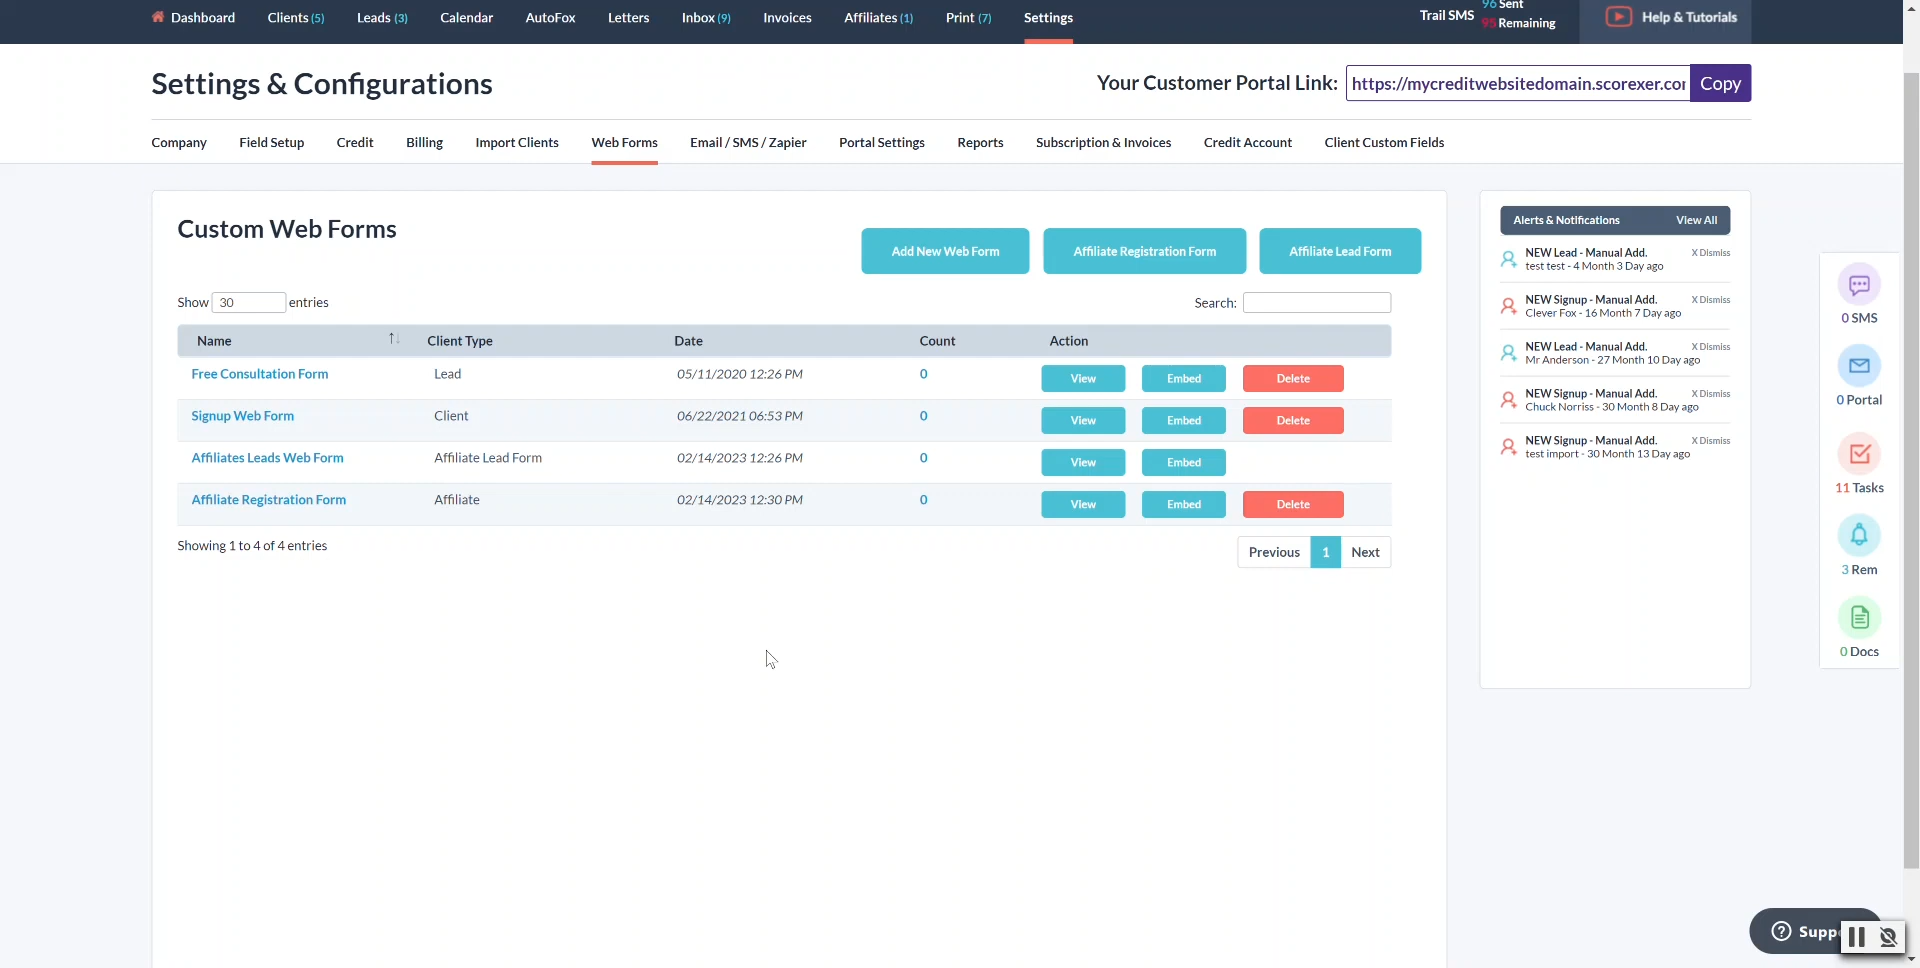 Dashboard Clients (5) Leads (3) Calendar AutoFox Letters Inbox (9) Invoices Affiliates (1) Print (7) Settings Trail SMS 96 Sent
95 Remaining Help & Tutorials
Settings & Configurations
Your Customer Portal Link: https://mycreditwebsitedomain.scorexer.cor Copy
Company Field Setup Credit Billing Import Clients Web Forms Email / SMS / Zapier Portal Settings Reports Subscription & Invoices Credit Account Client Custom Fields
Custom Web Forms
Add New Web Form Affiliate Registration Form Affiliate Lead Form
Show 30 entries
Search:
Name Client Type Date Count Action
Free Consultation Form Lead 05/11/2020 12:26 PM 0 View Embed Delete
Signup Web Form Client 06/22/2021 06:53 PM 0 View Embed Delete
Affiliates Leads Web Form Affiliate Lead Form 02/14/2023 12:26 PM 0 View Embed
Affiliate Registration Form Affiliate 02/14/2023 12:30 PM 0 View Embed Delete
Showing 1 to 4 of 4 entries
Previous 1 Next
Alerts & Notifications View All
NEW Lead - Manual Add. X Dismiss
test test - 4 Month 3 Day ago
NEW Signup - Manual Add. X Dismiss
Clever Fox - 16 Month 7 Day ago
NEW Lead - Manual Add. X Dismiss
Mr Anderson - 27 Month 10 Day ago
NEW Signup - Manual Add. X Dismiss
Chuck Norriss - 30 Month 8 Day ago
NEW Signup - Manual Add. X Dismiss
test import - 30 Month 13 Day ago
0 SMS
0 Portal
11 Tasks
3 Rem
0 Docs
Supp